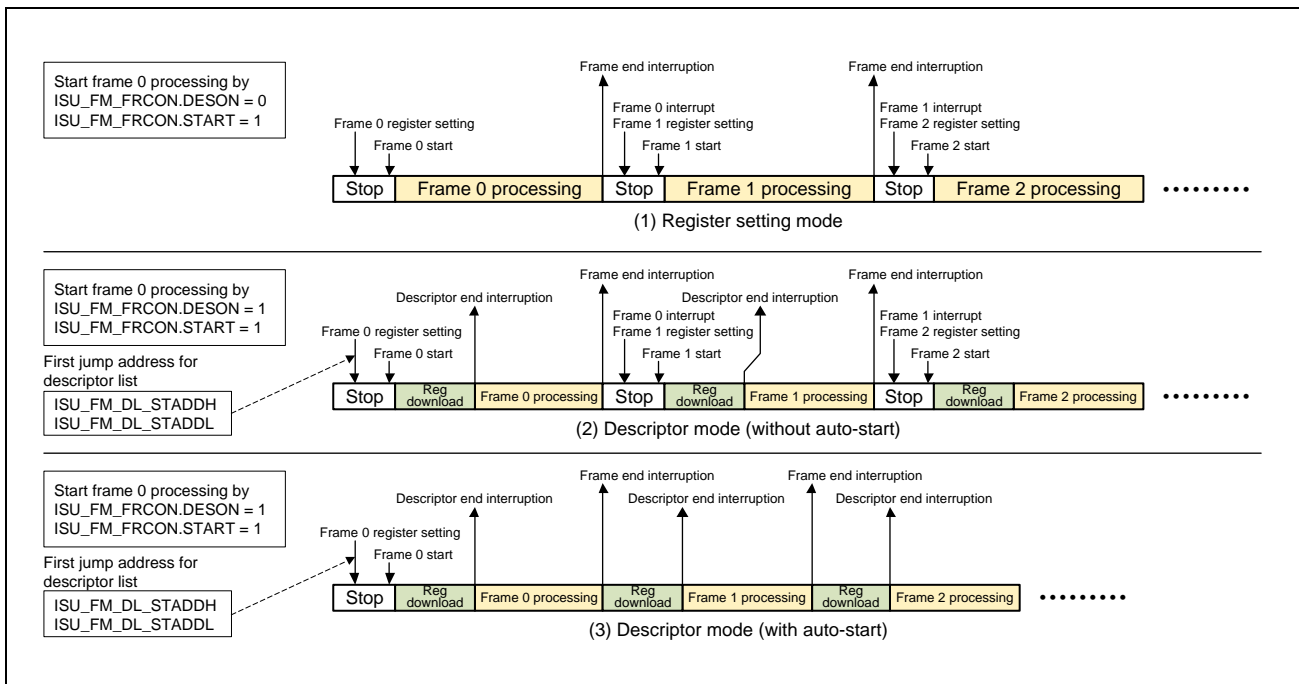 Start frame 0 processing by
ISU_FM_FRCON.DESON = 0
ISU_FM_FRCON.START = 1
Frame end interruption
Frame end interruption
Frame 0 register setting
Frame 0 start
Frame 0 interrupt
Frame 1 register setting
Frame 1 start
Frame 1 interrupt
Frame 2 register setting
Frame 2 start
Stop
Frame 0 processing
Stop
Frame 1 processing
Stop
Frame 2 processing
(1) Register setting mode
Start frame 0 processing by
ISU_FM_FRCON.DESON = 1
ISU_FM_FRCON.START = 1
First jump address for
descriptor list
ISU_FM_DL_STADDH
ISU_FM_DL_STADDL
Frame end interruption
Frame end interruption
Descriptor end interruption
Descriptor end interruption
Frame 0 register setting
Frame 0 start
Frame 0 interrupt
Frame 1 register setting
Frame 1 start
Frame 1 interrupt
Frame 2 register setting
Frame 2 start
Stop
Reg
download
Frame 0 processing
Stop
Reg
download
Frame 1 processing
Stop
Reg
download
Frame 2 processing
(2) Descriptor mode (without auto-start)
Start frame 0 processing by
ISU_FM_FRCON.DESON = 1
ISU_FM_FRCON.START = 1
First jump address for
descriptor list
ISU_FM_DL_STADDH
ISU_FM_DL_STADDL
Frame end interruption
Frame end interruption
Descriptor end interruption
Descriptor end interruption
Descriptor end interruption
Frame 0 register setting
Frame 0 start
Stop
Reg
download
Frame 0 processing
Reg
download
Frame 1 processing
Reg
download
Frame 2 processing
(3) Descriptor mode (with auto-start)